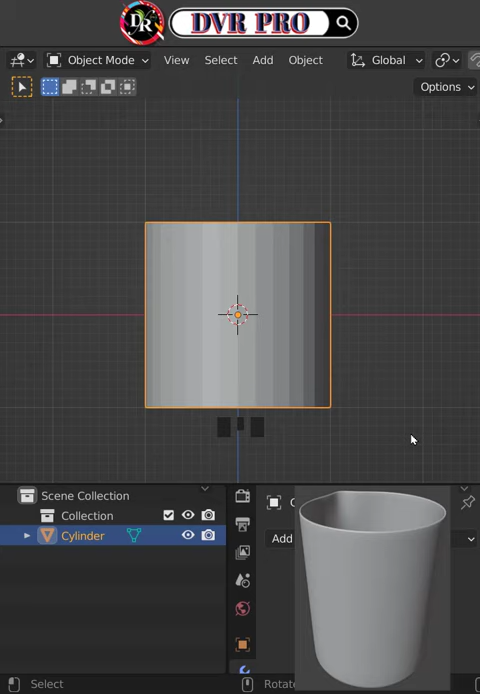 DR
DVR PRO
Object Mode View Select Add Object Global
Options
Scene Collection
Collection
Cylinder
Add
Select
Rotate